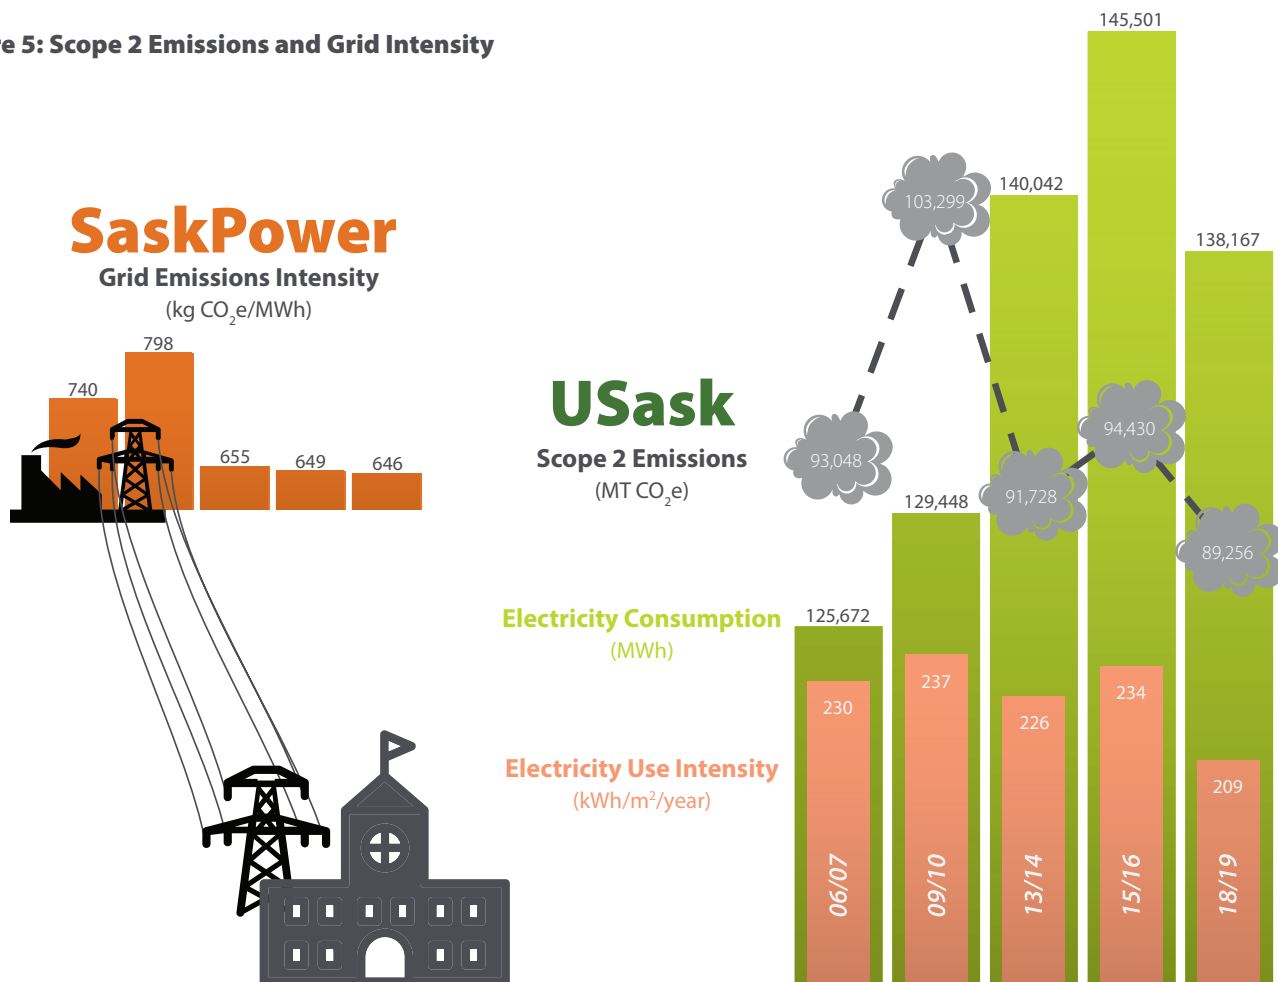 e 5: Scope 2 Emissions and Grid Intensity
SaskPower
Grid Emissions Intensity
(kg CO₂e/MWh)
740
798
655
649
646
USask
Scope 2 Emissions
(MT CO₂e)
93,048
103,299
91,728
94,430
89,256
Electricity Consumption
(MWh)
125,672
129,448
140,042
145,501
138,167
Electricity Use Intensity
(kWh/m²/year)
230
237
226
234
209
06/07
09/10
13/14
15/16
18/19